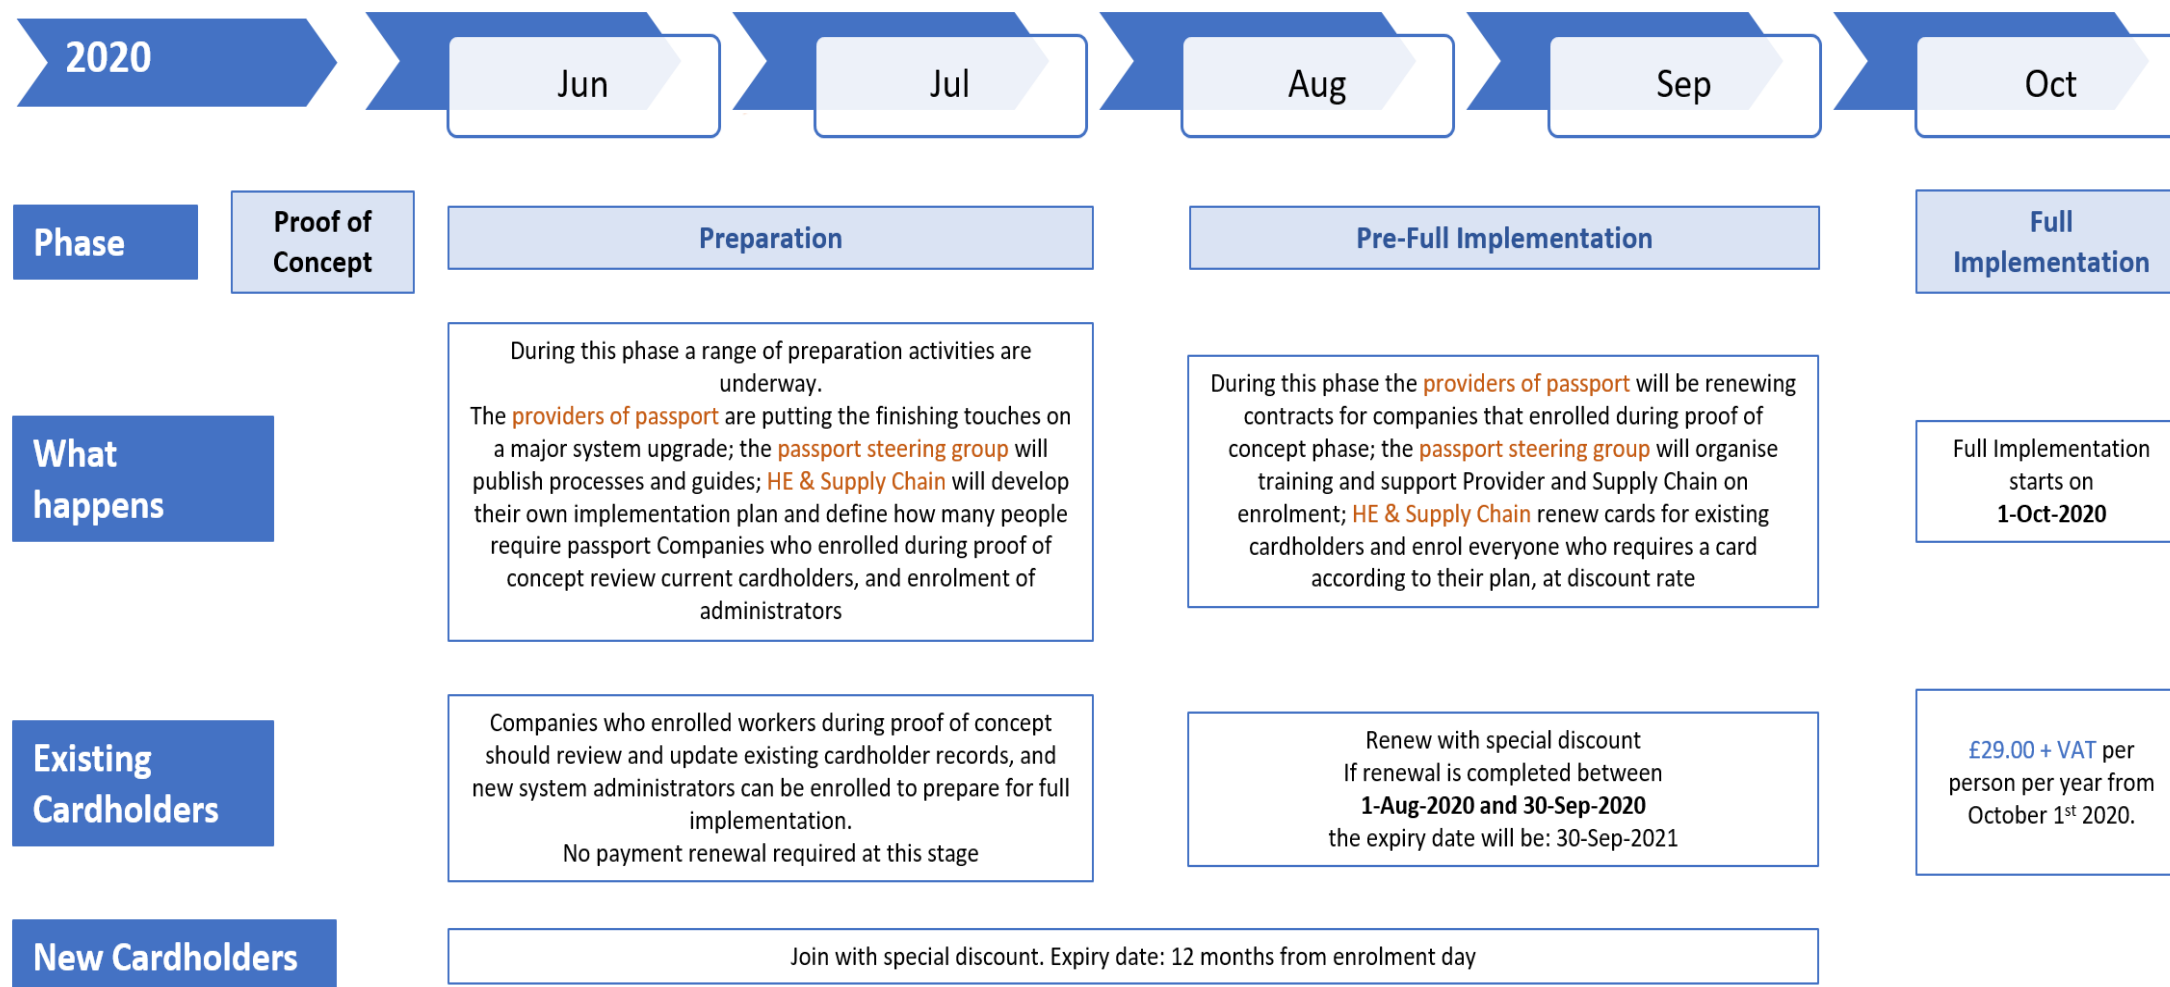 2020
Jun
Jul
Aug
Sep
Oct
Phase
Proof of
Concept
Preparation
Pre-Full Implementation
Full
Implementation
What
happens
During this phase a range of preparation activities are
underway.
The providers of passport are putting the finishing touches on
a major system upgrade; the passport steering group will
publish processes and guides; HE & Supply Chain will develop
their own implementation plan and define how many people
require passport Companies who enrolled during proof of
concept review current cardholders, and enrolment of
administrators
During this phase the providers of passport will be renewing
contracts for companies that enrolled during proof of
concept phase; the passport steering group will organise
training and support Provider and Supply Chain on
enrolment; HE & Supply Chain renew cards for existing
cardholders and enrol everyone who requires a card
according to their plan, at discount rate
Full Implementation
starts on
1-Oct-2020
Existing
Cardholders
Companies who enrolled workers during proof of concept
should review and update existing cardholder records, and
new system administrators can be enrolled to prepare for full
implementation.
No payment renewal required at this stage
Renew with special discount
If renewal is completed between
1-Aug-2020 and 30-Sep-2020
the expiry date will be: 30-Sep-2021
£29.00 + VAT per
person per year from
October 1st 2020.
New Cardholders
Join with special discount. Expiry date: 12 months from enrolment day